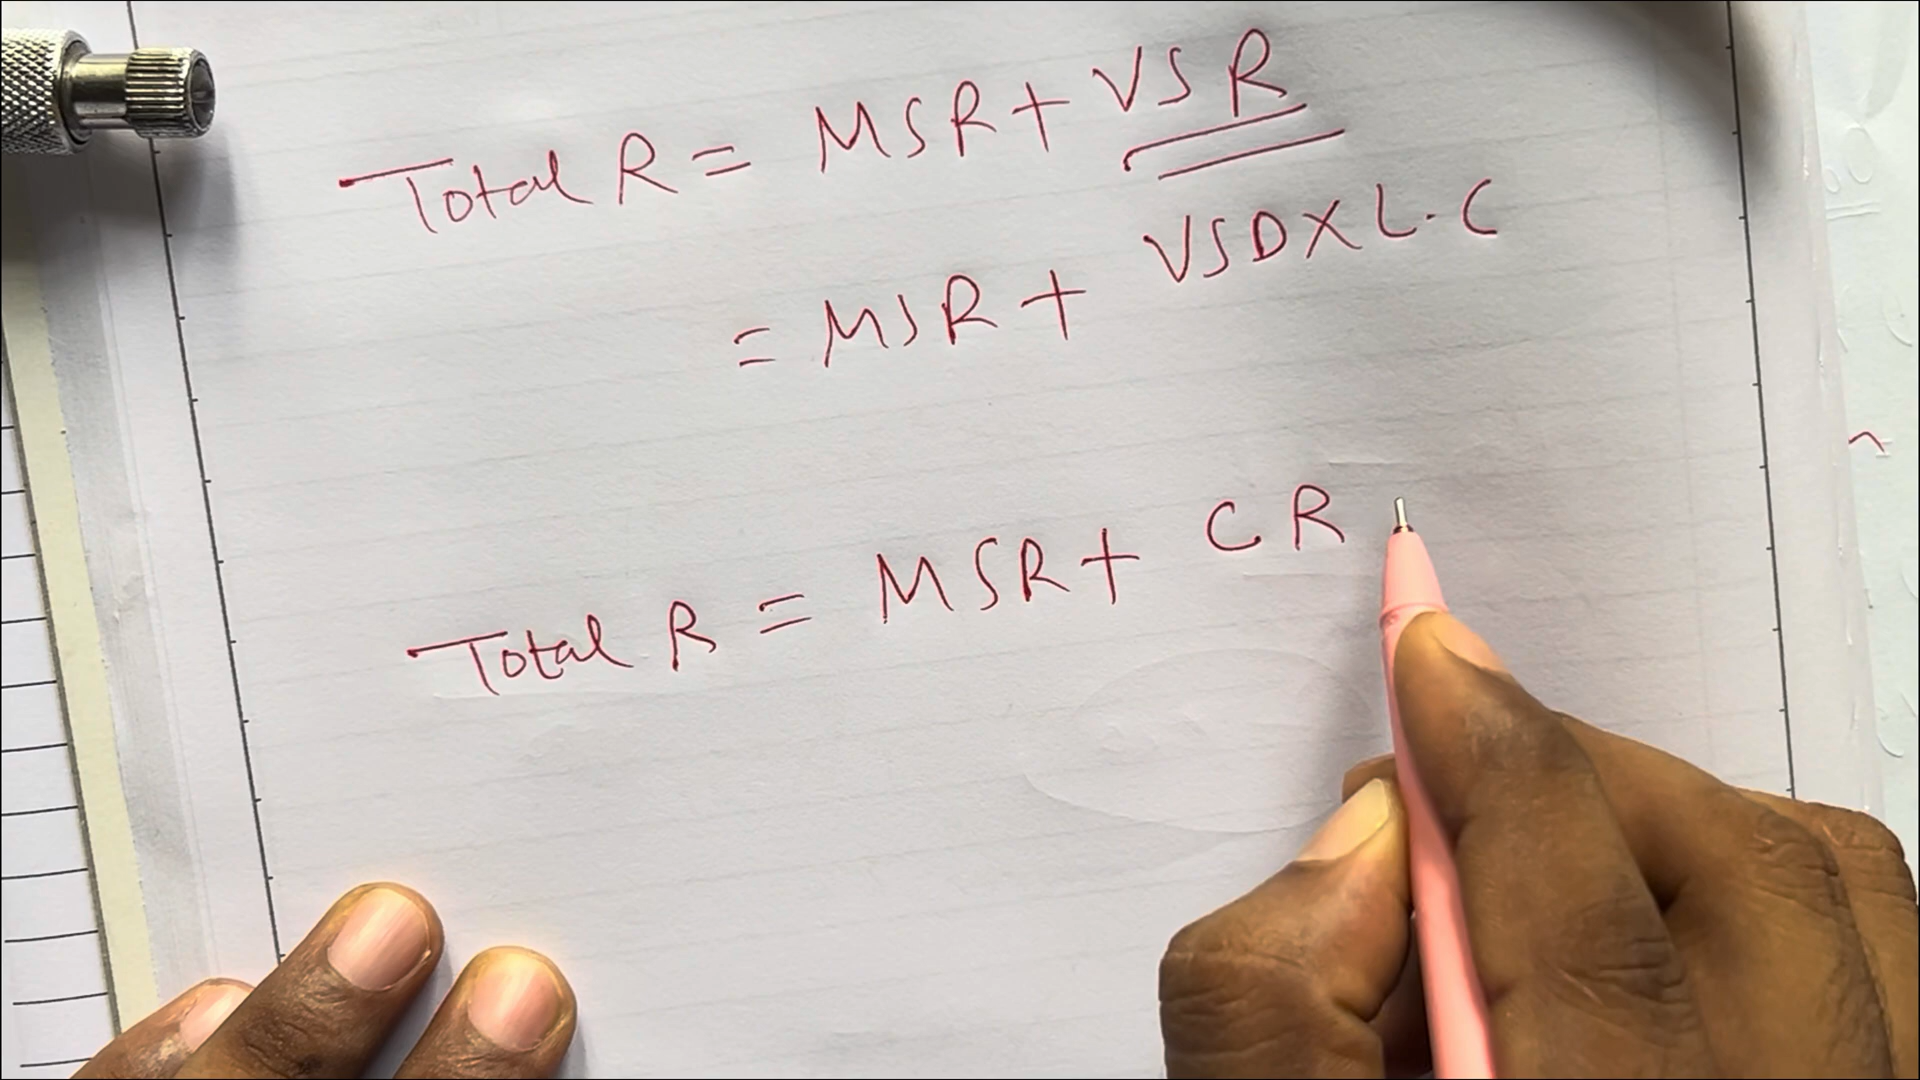 Total R = MSR + VSR
= MSR + VSD X L.C
Total R = MSR + CR